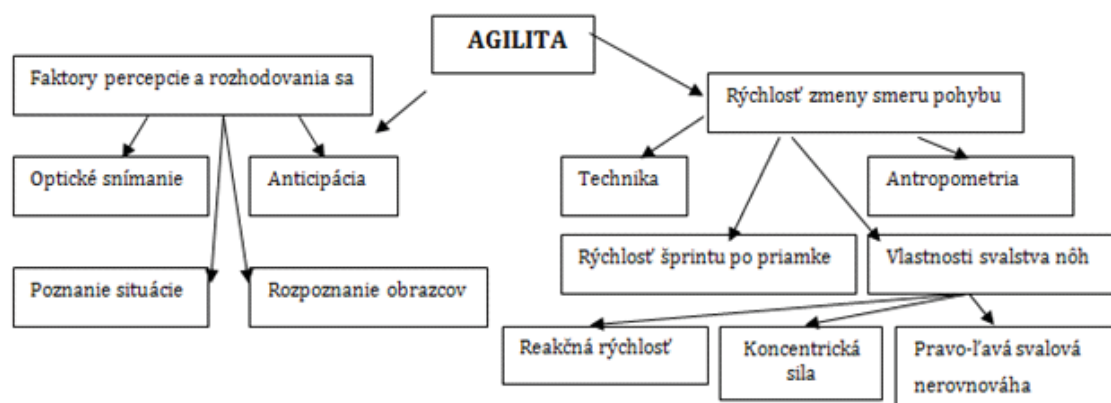 AGILITA
Faktory percepcie a rozhodovania sa
Rýchlosť zmeny smeru pohybu
Optické snímanie
Anticipácia
Technika
Antropometria
Poznanie situácie
Rozpoznanie obrazcov
Rýchlosť šprintu po priamke
Vlastnosti svalstva nôh
Reakčná rýchlosť
Koncentrická
sila
Pravo-ľavá svalová
nerovnováha